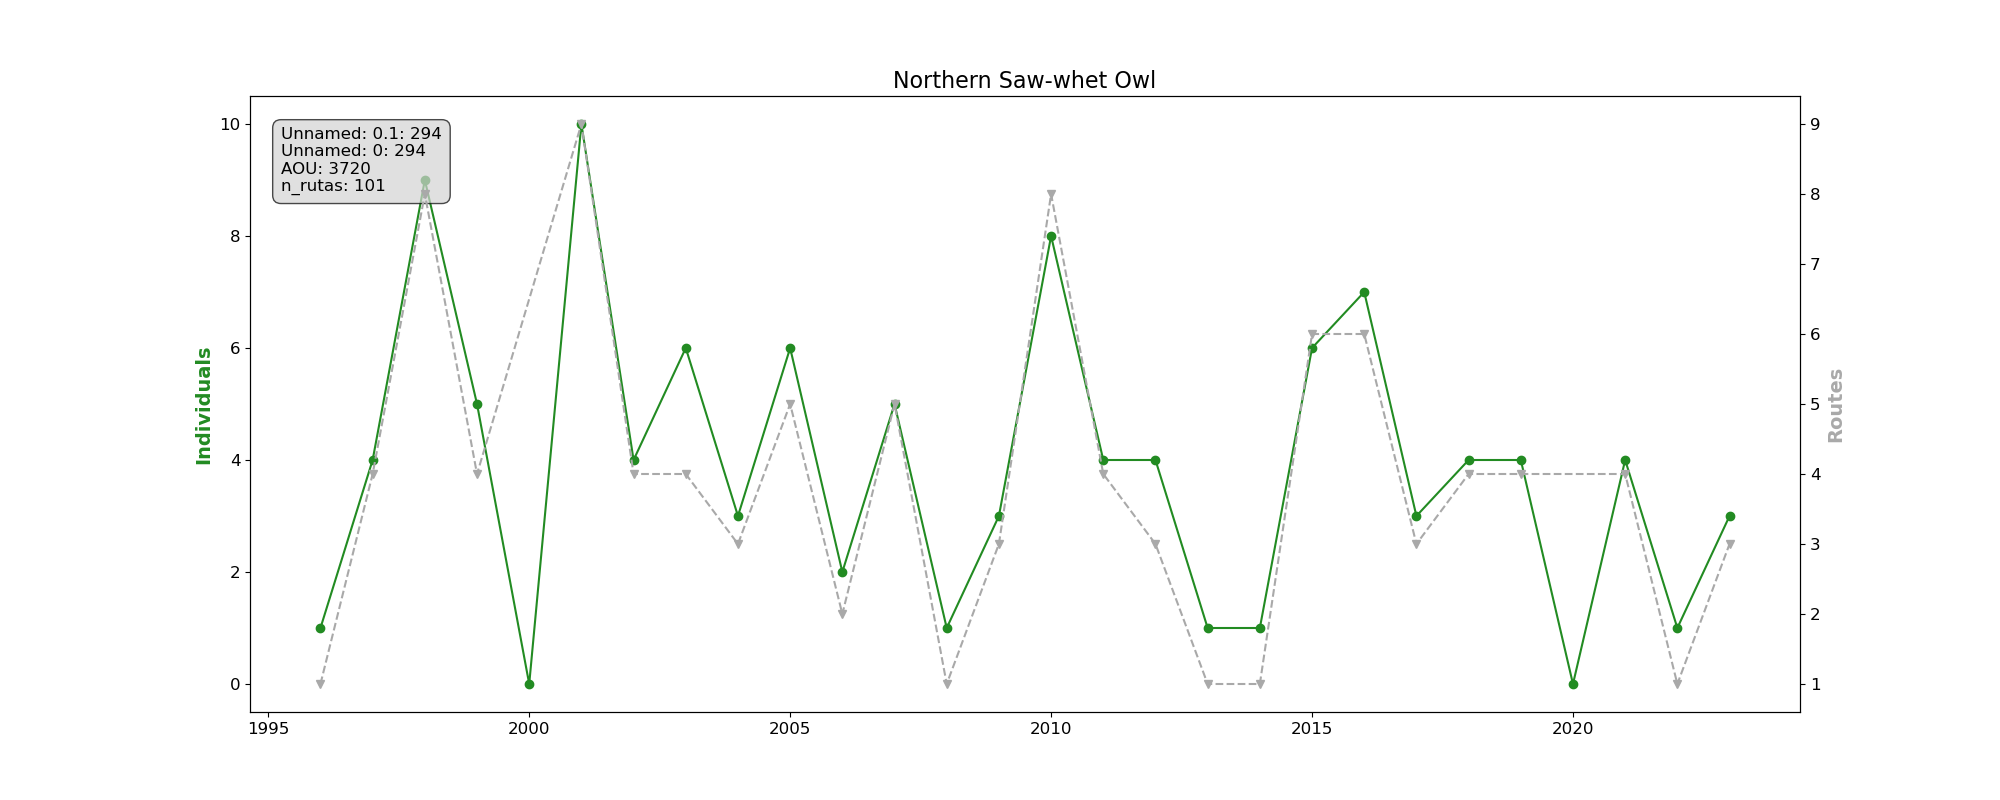 Northern Saw-whet Owl
Unnamed: 0.1: 294
Unnamed: 0: 294
AOU: 3720
n_rutas: 101
Individuals
10
8
6
4
2
0
Routes
9
8
7
6
5
4
3
2
1
1995 2000 2005 2010 2015 2020